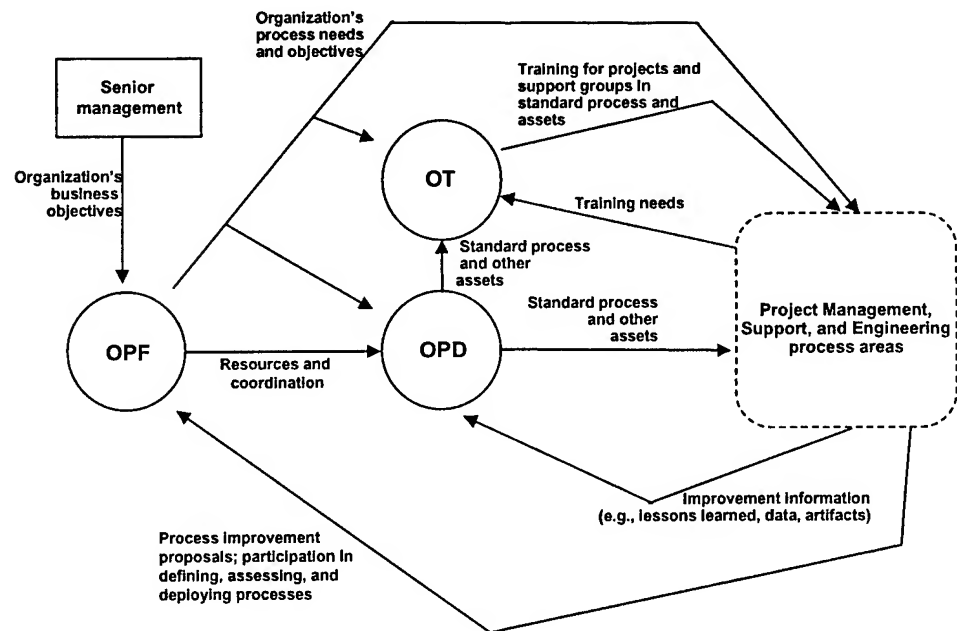 Organization's
process needs
and objectives
Senior
management
Training for projects and
support groups in
standard process and
assets
Organization's
business
objectives
OT
Training needs
Standard process
and other
assets
Standard process
and other
assets
Project Management,
Support, and Engineering
process areas
OPF
OPD
Resources and
coordination
Improvement information
(e.g., lessons learned, data, artifacts)
Process improvement
proposals; participation in
defining, assessing, and
deploying processes